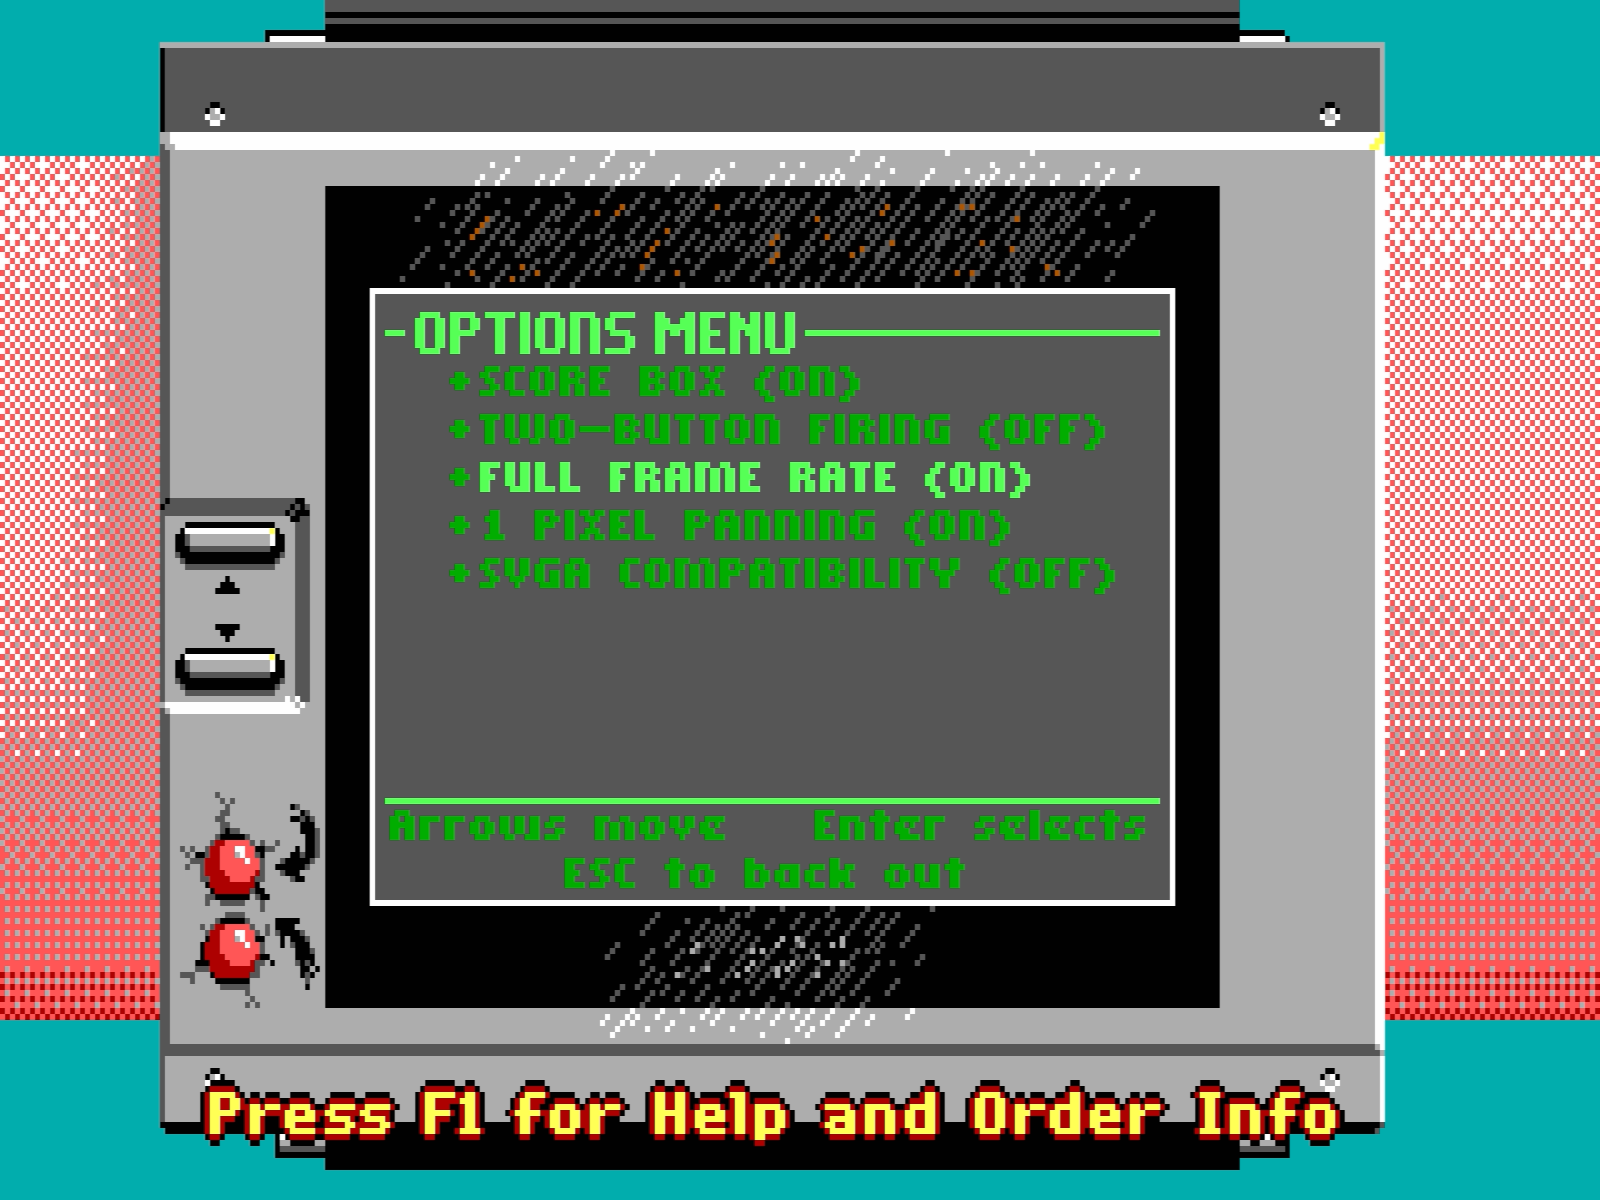 OPTIONS MENU
SCORE BOX (ON)
TWO-BUTTON FIRING (OFF)
FULL FRAME RATE (ON)
1 PIXEL PANNING (ON)
SVGA COMPATIBILITY (OFF)
Arrows move Enter selects
ESC to back out
Press F1 for Help and Order Info